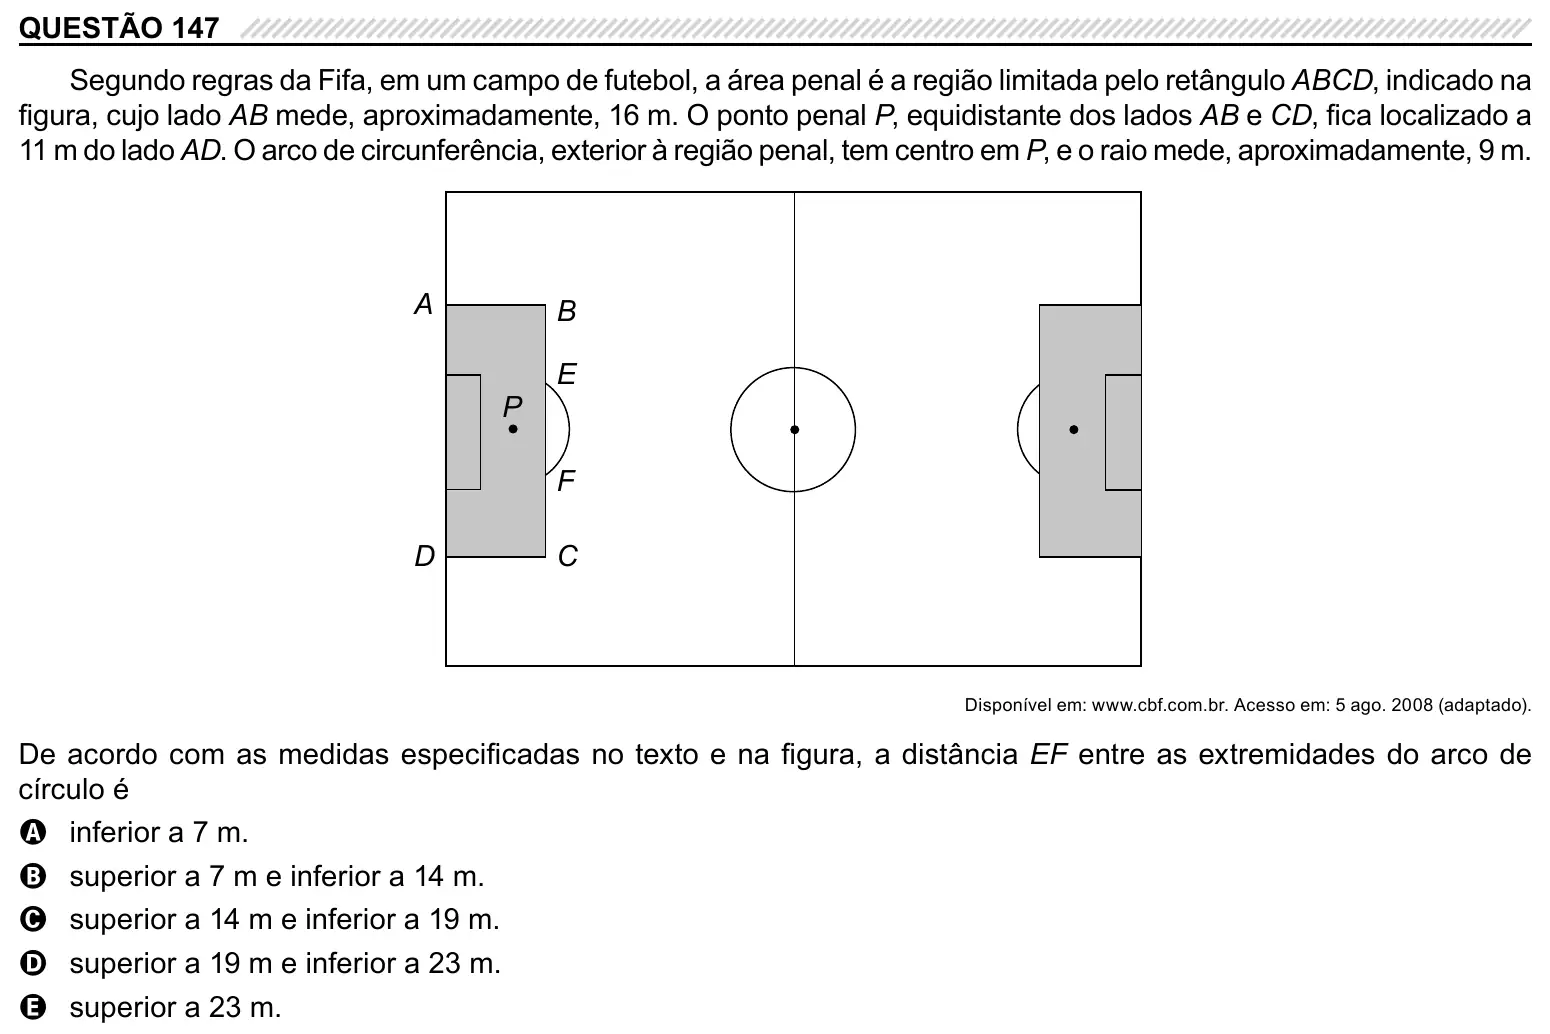 QUESTÃO 147
Segundo regras da Fifa, em um campo de futebol, a área penal é a região limitada pelo retângulo ABCD, indicado na
figura, cujo lado AB mede, aproximadamente, 16 m. O ponto penal P, equidistante dos lados AB e CD, fica localizado a
11 m do lado AD. O arco de circunferência, exterior à região penal, tem centro em P, e o raio mede, aproximadamente, 9 m.
A
B
E
P
F
D
C
Disponível em: www.cbf.com.br. Acesso em: 5 ago. 2008 (adaptado).
De acordo com as medidas especificadas no texto e na figura, a distância EF entre as extremidades do arco de
círculo é
A inferior a 7 m.
B superior a 7 m e inferior a 14 m.
C superior a 14 m e inferior a 19 m.
D superior a 19 m e inferior a 23 m.
E superior a 23 m.